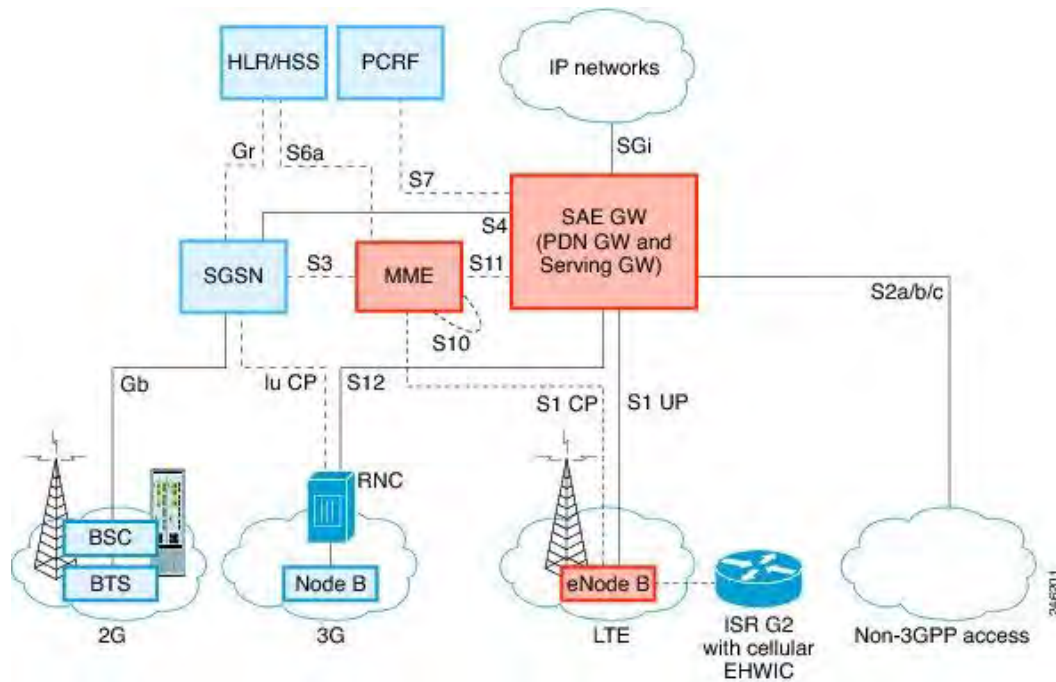 HLR/HSS
PCRF
IP networks
Gr
S6a
SGi
S7
S4
SAE GW
(PDN GW and
Serving GW)
SGSN
S3
MME
S11
S2a/b/c
S10
Gb
Iu CP
S12
S1 CP
S1 UP
RNC
BSC
BTS
Node B
eNode B
2G
3G
LTE
ISR G2
with cellular
EHWIC
Non-3GPP access
346201